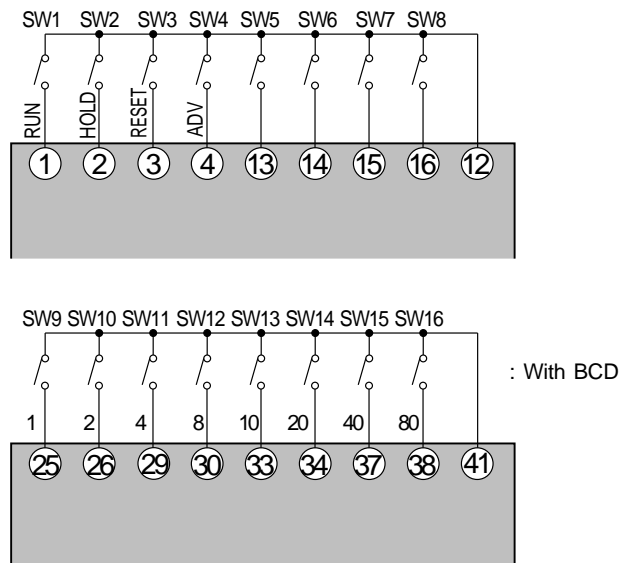 SW1 SW2 SW3 SW4 SW5 SW6 SW7 SW8
RUN HOLD RESET ADV
1 2 3 4 13 14 15 16 12
SW9 SW10 SW11 SW12 SW13 SW14 SW15 SW16
: With BCD
1 2 4 8 10 20 40 80
25 26 29 30 33 34 37 38 41